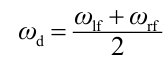 ω_d = (ω_lf + ω_rf) / 2